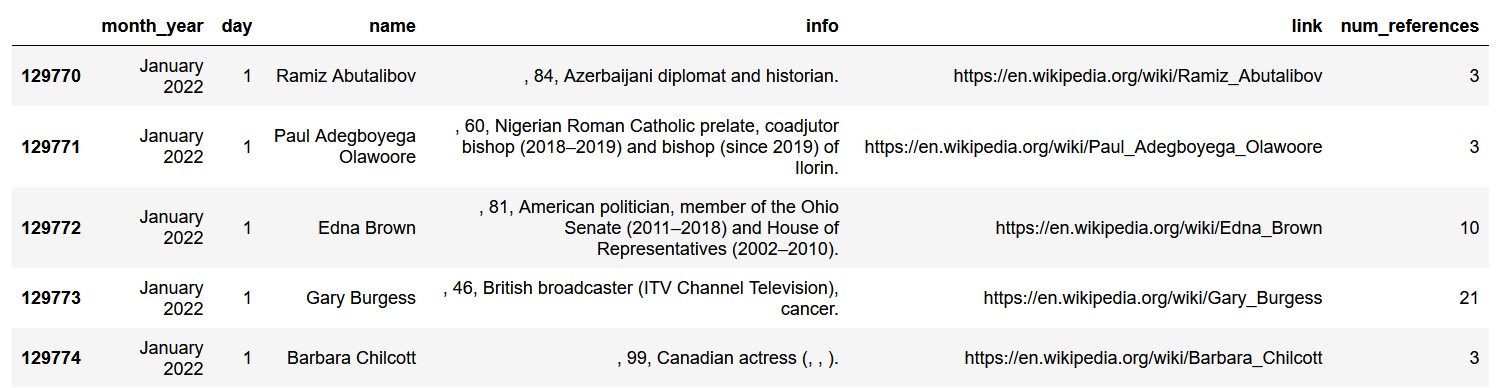 month_year day name info link num_references
129770 January 2022 1 Ramiz Abutalibov , 84, Azerbaijani diplomat and historian. https://en.wikipedia.org/wiki/Ramiz_Abutalibov 3
129771 January 2022 1 Paul Adegboyega Olawoore , 60, Nigerian Roman Catholic prelate, coadjutor bishop (2018–2019) and bishop (since 2019) of Ilorin. https://en.wikipedia.org/wiki/Paul_Adegboyega_Olawoore 3
129772 January 2022 1 Edna Brown , 81, American politician, member of the Ohio Senate (2011–2018) and House of Representatives (2002–2010). https://en.wikipedia.org/wiki/Edna_Brown 10
129773 January 2022 1 Gary Burgess , 46, British broadcaster (ITV Channel Television), cancer. https://en.wikipedia.org/wiki/Gary_Burgess 21
129774 January 2022 1 Barbara Chilcott , 99, Canadian actress (, , ). https://en.wikipedia.org/wiki/Barbara_Chilcott 3